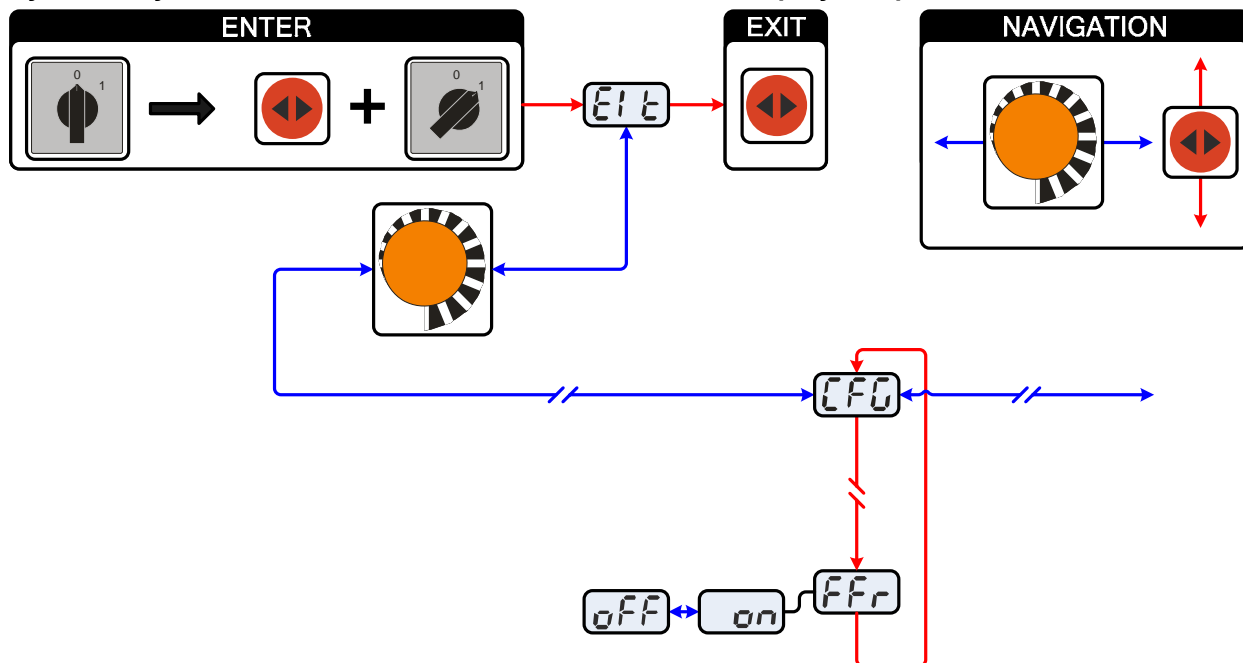 ENTER
EXIT
NAVIGATION
0
1
0
1
+
EIt
CFG
FFr
oFF
on